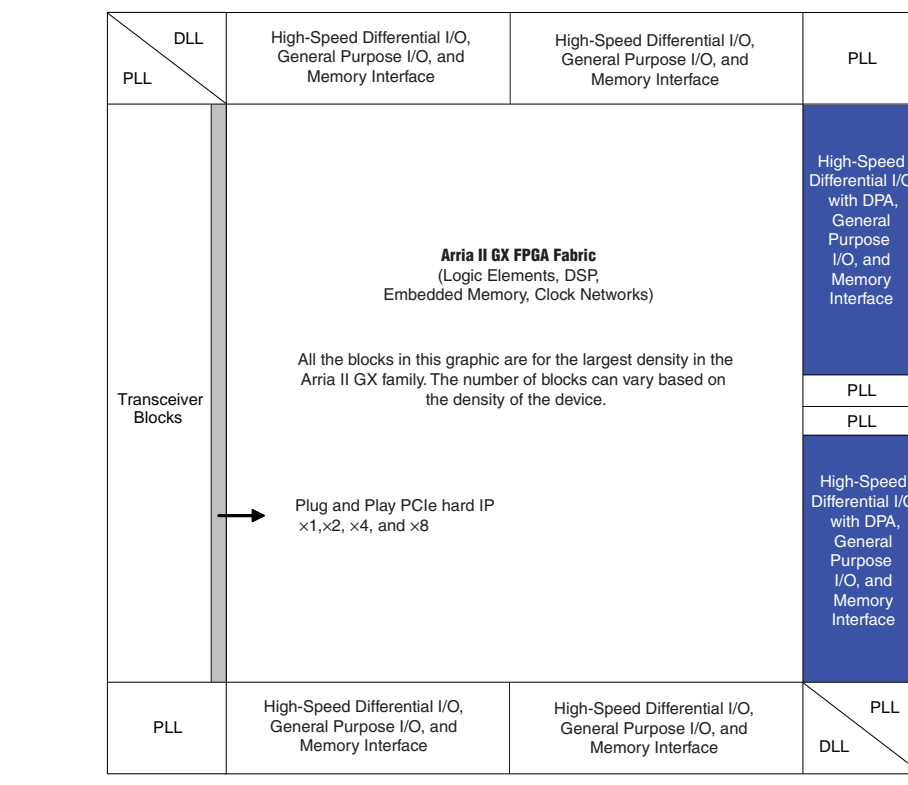 DLL
PLL
High-Speed Differential I/O,
General Purpose I/O, and
Memory Interface
High-Speed Differential I/O,
General Purpose I/O, and
Memory Interface
PLL
Transceiver
Blocks
Arria II GX FPGA Fabric
(Logic Elements, DSP,
Embedded Memory, Clock Networks)
All the blocks in this graphic are for the largest density in the
Arria II GX family. The number of blocks can vary based on
the density of the device.
Plug and Play PCIe hard IP
×1,×2, ×4, and ×8
High-Speed
Differential I/O
with DPA,
General
Purpose
I/O, and
Memory
Interface
PLL
PLL
High-Speed
Differential I/O
with DPA,
General
Purpose
I/O, and
Memory
Interface
PLL
High-Speed Differential I/O,
General Purpose I/O, and
Memory Interface
High-Speed Differential I/O,
General Purpose I/O, and
Memory Interface
PLL
DLL